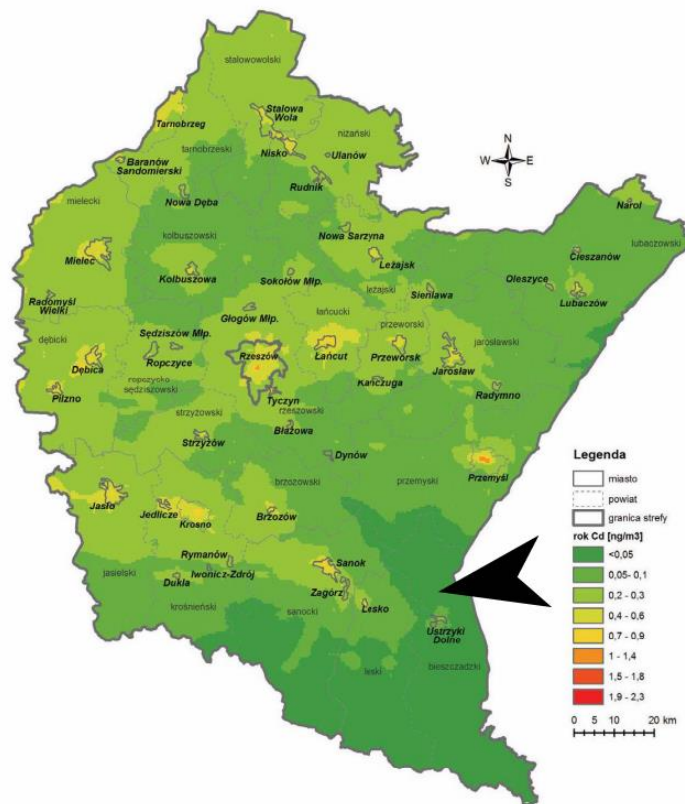 stalowowolski
Stalowa
Wola
Tarnobrzeg
niżański
tarnobrzeski
Nisko
Ulanów
Baranów
Sandomierski
Rudnik
N
W E
S
mielecki
Nowa Dęba
Narol
kolbuszowski
Nowa Sarzyna
Cieszanów
lubaczowski
Mielec
Leżajsk
Kolbuszowa
Sokołów Młp.
Oleszyce
leżajski
Sieniawa
Lubaczów
Radomyśl
Wielki
łańcucki
Głogów Młp.
przeworski
dębicki
Sędziszów Młp.
jarosławski
Ropczyce
Rzeszów
Łańcut
Przeworsk
Dębica
Jarosław
ropczycko
sędziszowski
Kańczuga
Pilzno
Tyczyn
Radymno
rzeszowski
strzyżowski
Błażowa
Strzyżów
Dynów
Przemyśl
brzozowski
przemyski
Jasło
Jedlicze
Krosno
Brzozów
Rymanów
Sanok
Iwonicz-Zdrój
jasielski
Dukla
Zagórz
Lesko
krośnieński
sanocki
Ustrzyki
Dolne
leski
bieszczadzki
Legenda
miasto
powiat
granica strefy
rok Cd [ng/m3]
<0,05
0,05- 0,1
0,2 - 0,3
0,4 - 0,6
0,7 - 0,9
1 - 1,4
1,5 - 1,8
1,9 - 2,3
0 5 10 20 km